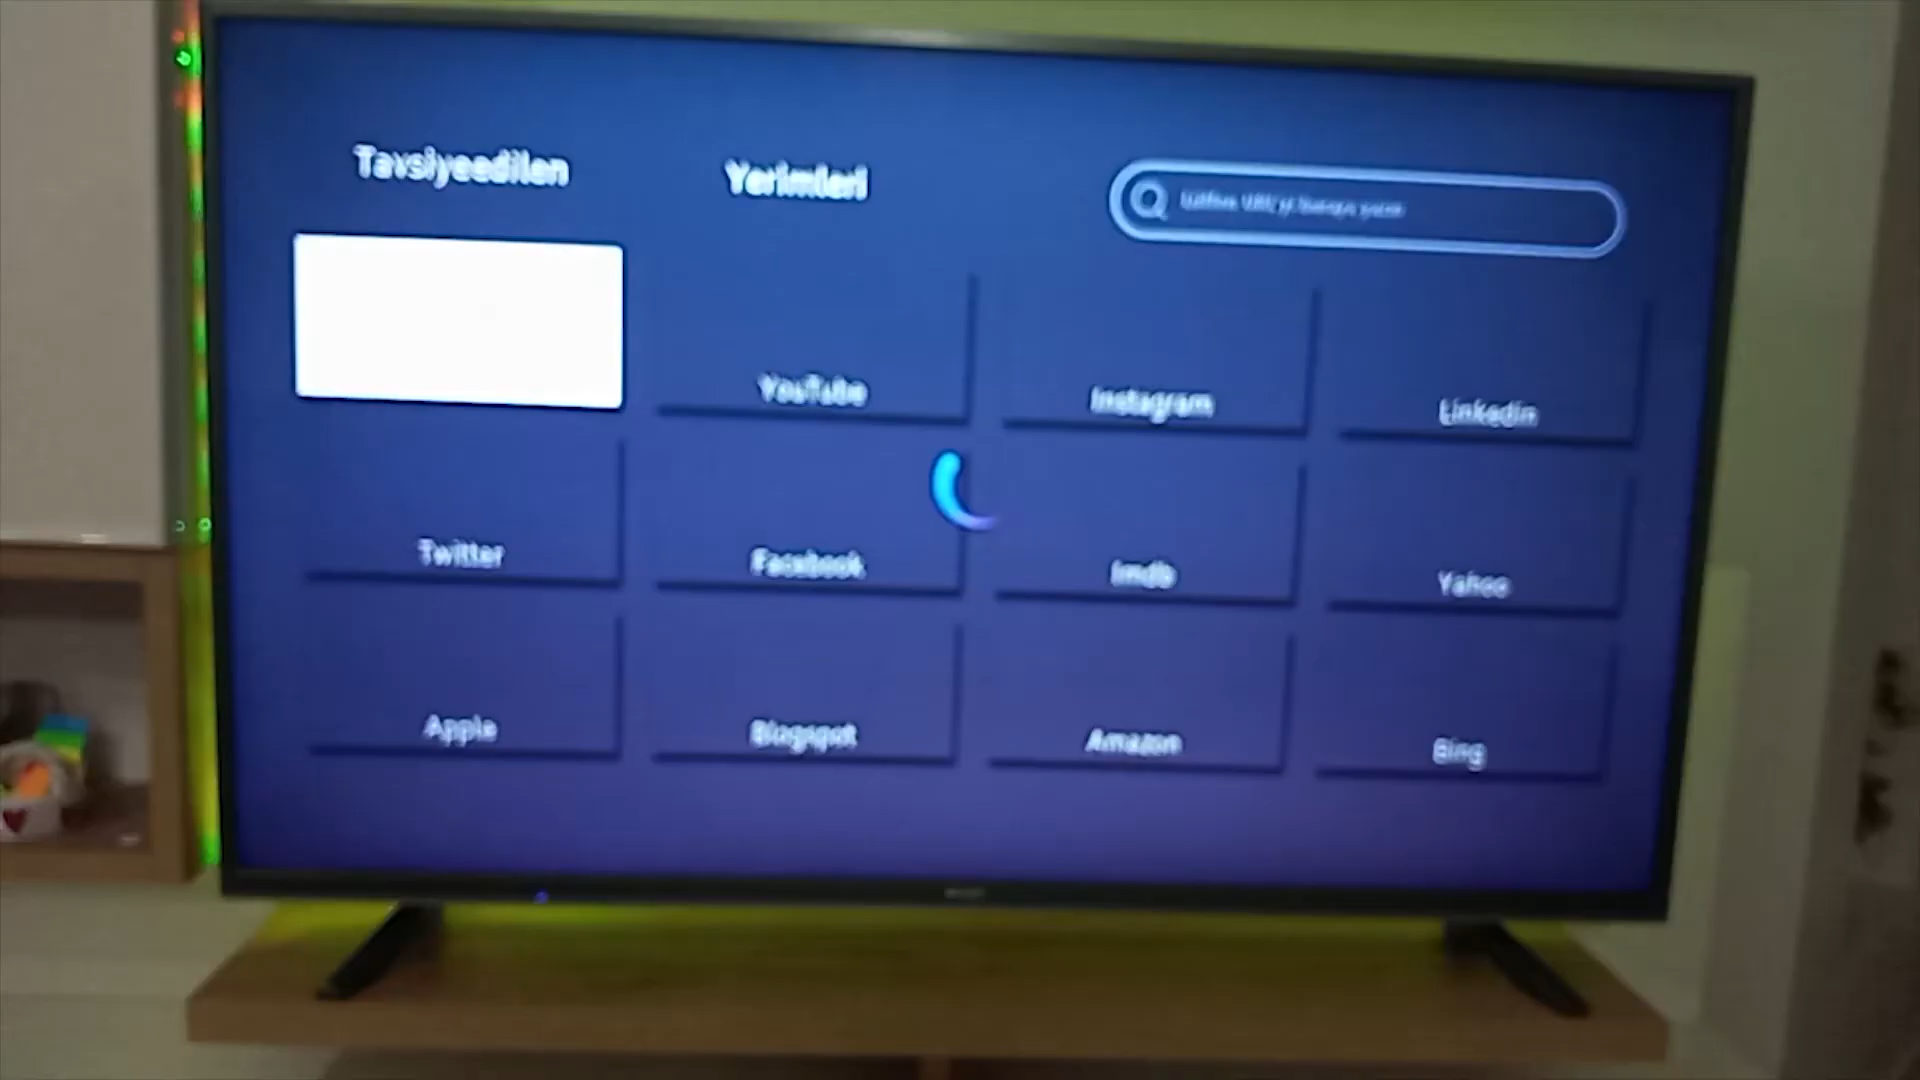 Tavsiyeedilen
Yerimleri
YouTube
Instagram
Linkedin
Twitter
Facebook
Imdb
Yahoo
Apple
Blogspot
Amazon
Bing